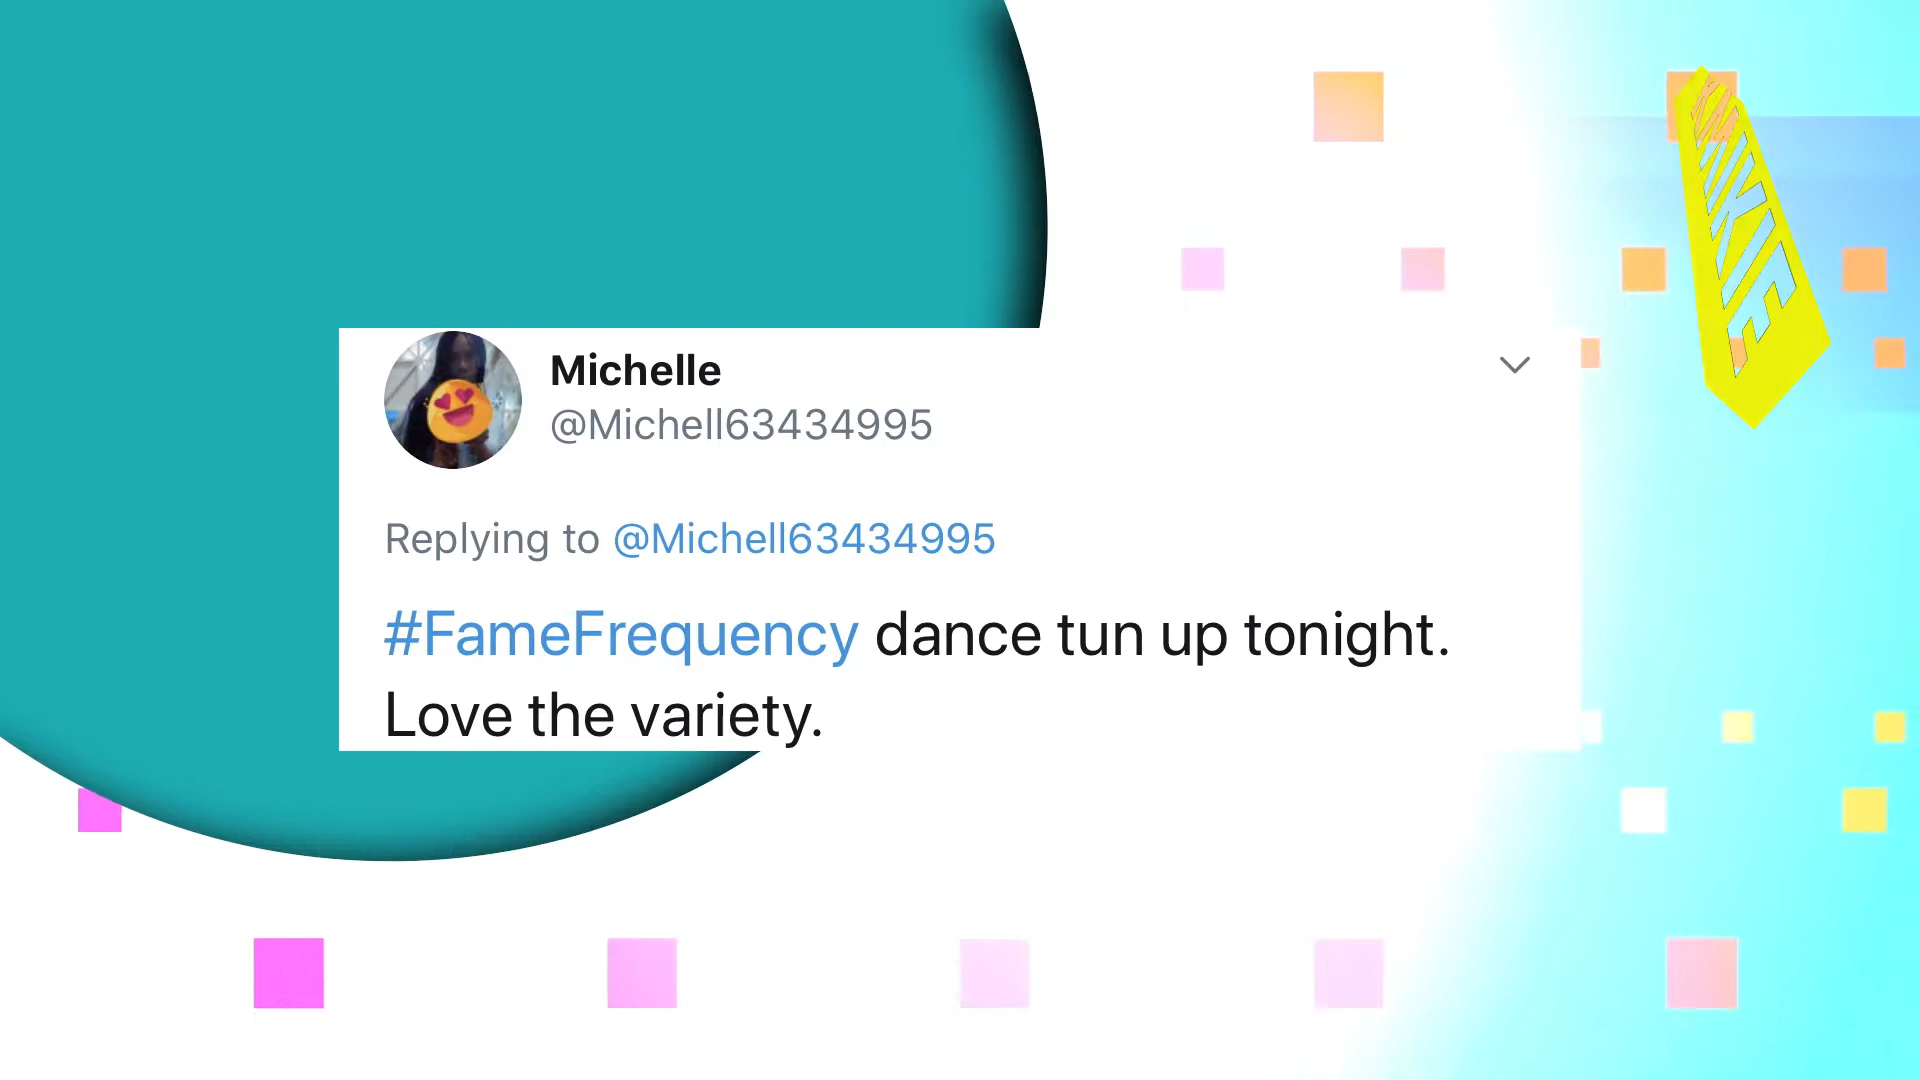 Michelle
@Michell63434995
Replying to @Michell63434995
#FameFrequency dance tun up tonight.
Love the variety.